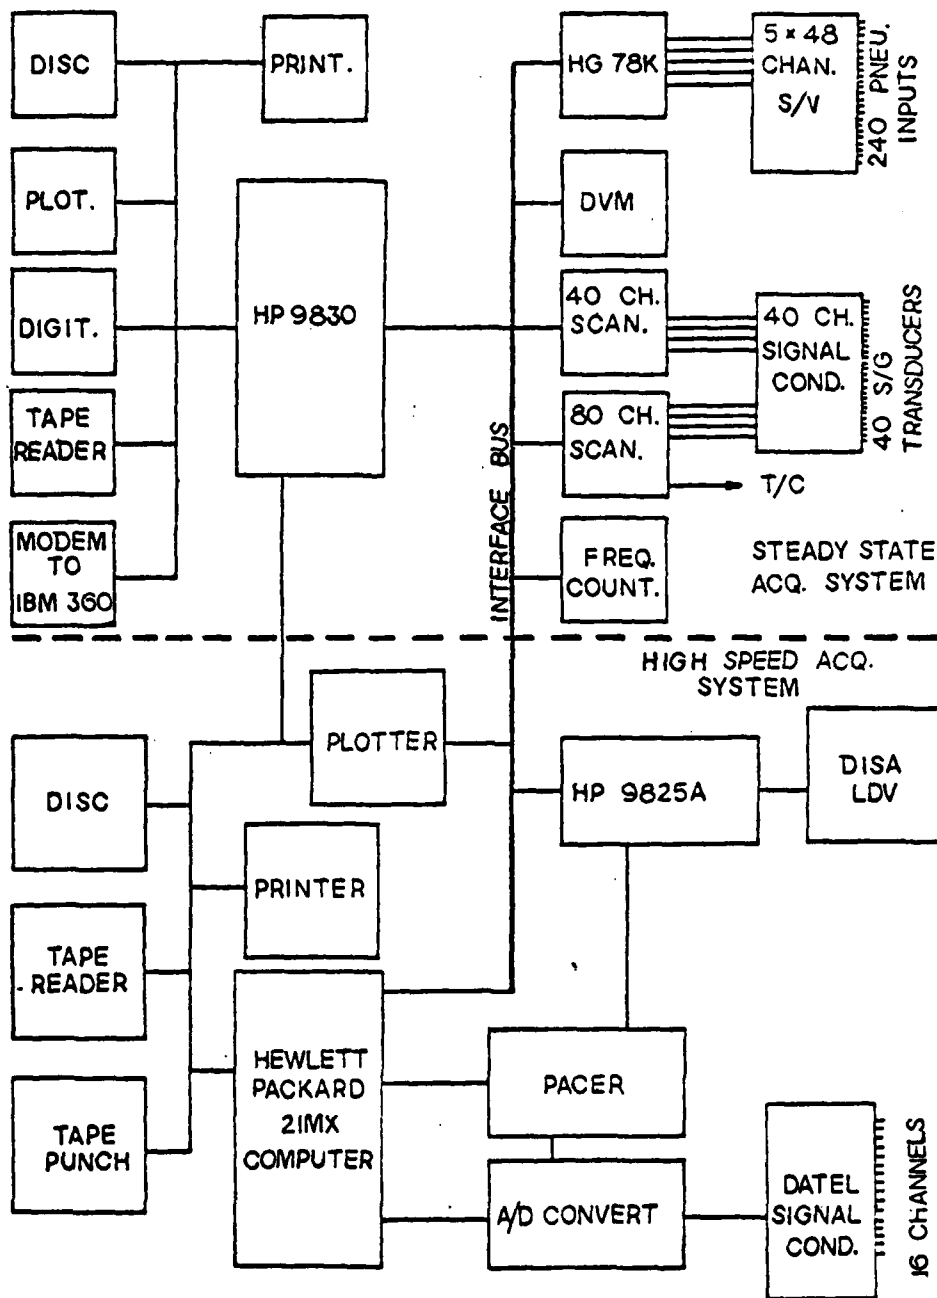 DISC
PRINT.
HG 78K
5 × 48
CHAN.
S/V
240 PNEU.
INPUTS
PLOT.
DVM
HP 9830
DIGIT.
40 CH.
SCAN.
40 CH.
SIGNAL
COND.
40 S/G
TRANSDUCERS
TAPE
READER
80 CH.
SCAN.
T/C
INTERFACE BUS
MODEM
TO
IBM 360
FREQ.
COUNT.
STEADY STATE
ACQ. SYSTEM
HIGH SPEED ACQ.
SYSTEM
PLOTTER
DISC
HP 9825A
DISA
LDV
PRINTER
TAPE
READER
HEWLETT
PACKARD
21MX
COMPUTER
PACER
TAPE
PUNCH
A/D CONVERT
DATEL
SIGNAL
COND.
16 CHANNELS